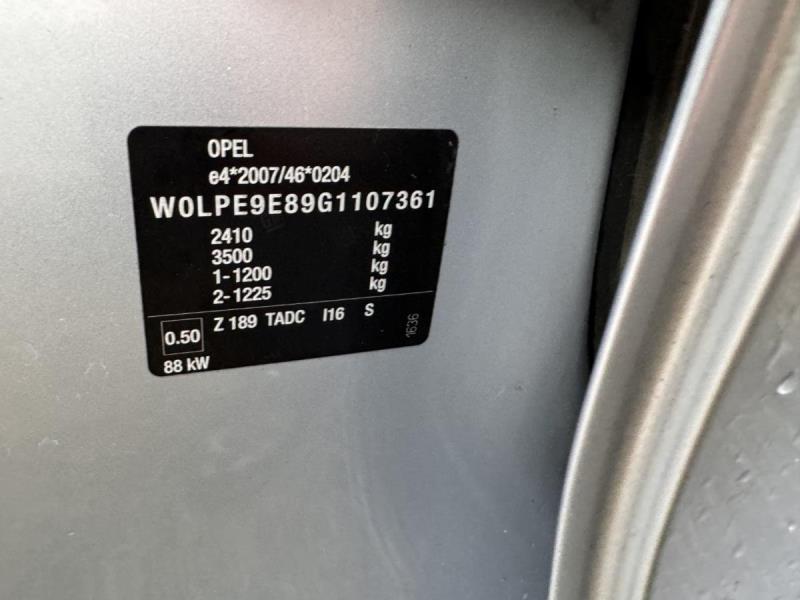 OPEL
e4*2007/46*0204
W0LPE9E89G1107361
2410 kg
3500 kg
1-1200 kg
2-1225 kg
0.50 Z 189 TADC I16 S 1636
88 kW